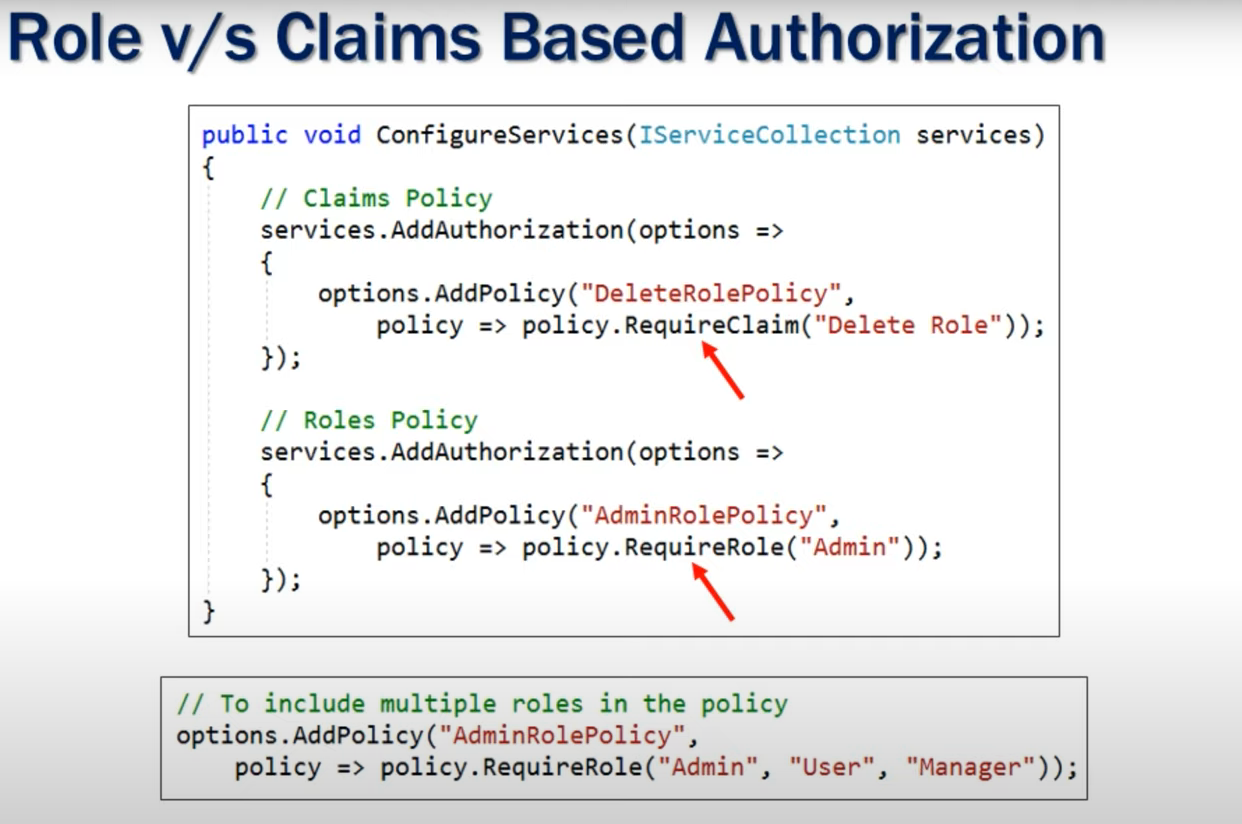 Role v/s Claims Based Authorization
public void ConfigureServices(IServiceCollection services)
{
    // Claims Policy
    services.AddAuthorization(options =>
    {
        options.AddPolicy("DeleteRolePolicy",
            policy => policy.RequireClaim("Delete Role"));
    });
    // Roles Policy
    services.AddAuthorization(options =>
    {
        options.AddPolicy("AdminRolePolicy",
            policy => policy.RequireRole("Admin"));
    });
}
// To include multiple roles in the policy
options.AddPolicy("AdminRolePolicy",
    policy => policy.RequireRole("Admin", "User", "Manager"));